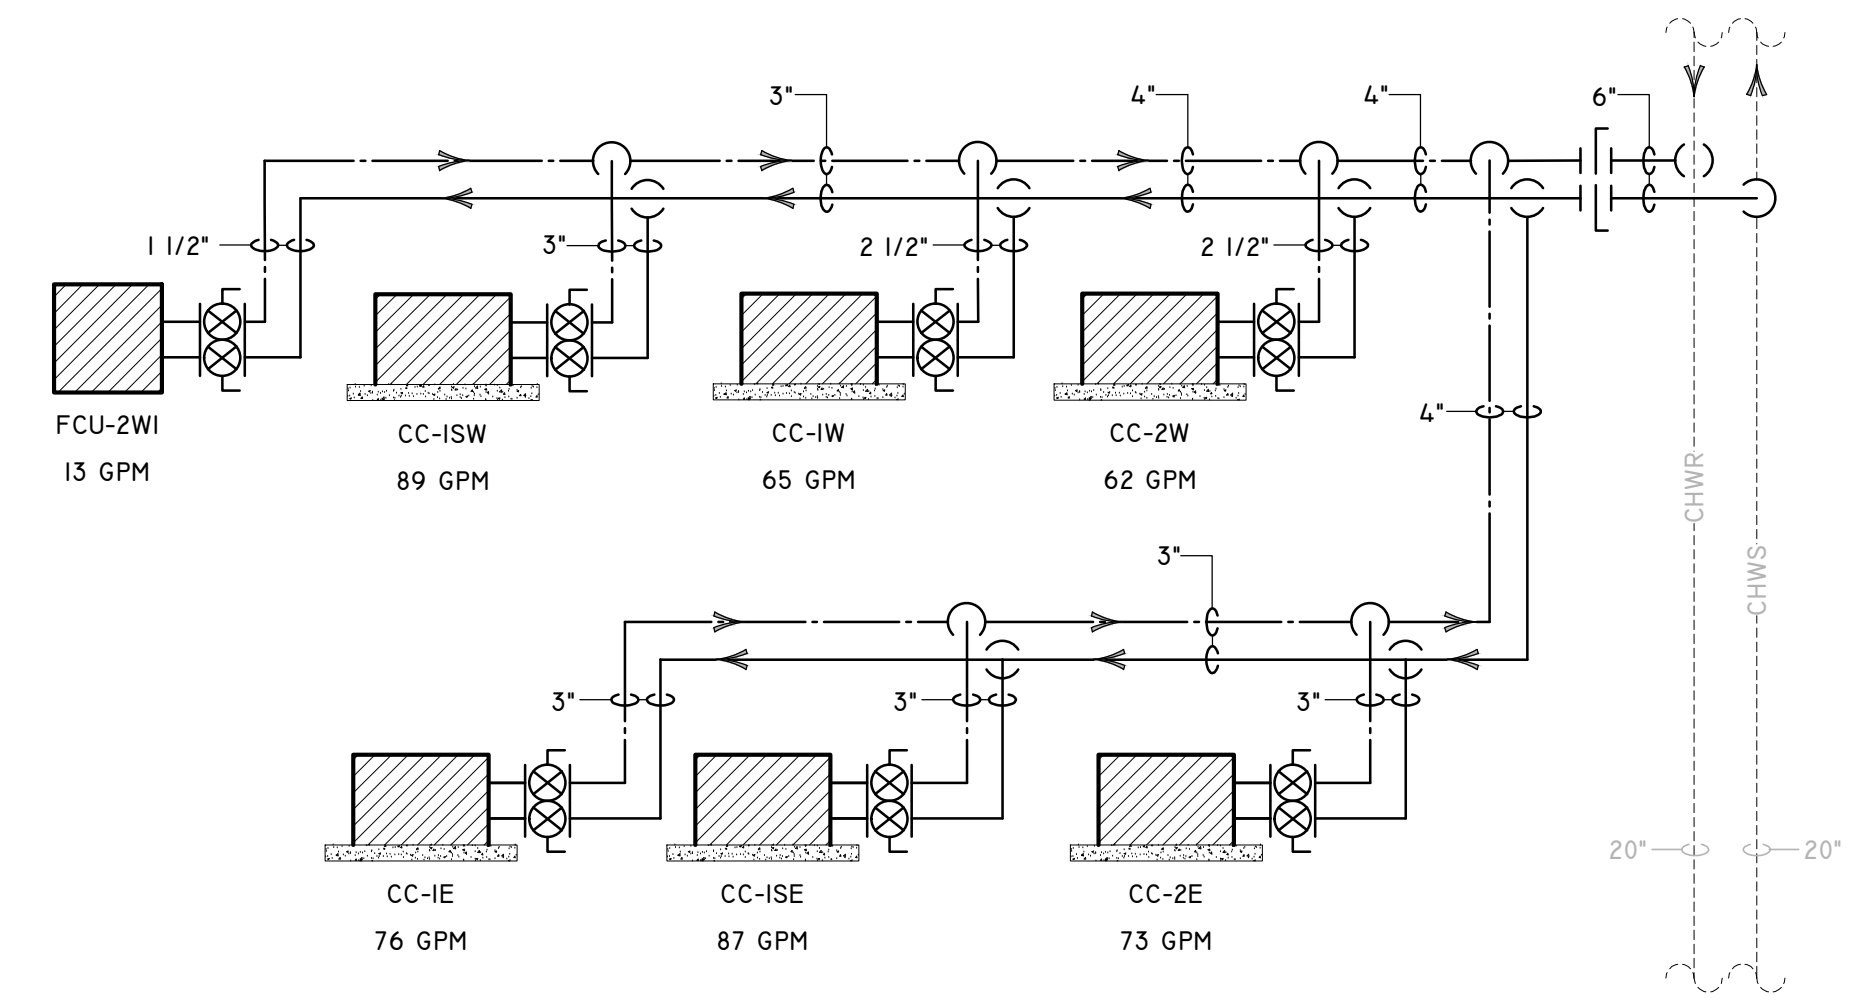 3" 4" 4" 6"
1 1/2" 3" 2 1/2" 2 1/2"
FCU-2W1 CC-1SW CC-1W CC-2W
13 GPM 89 GPM 65 GPM 62 GPM
4"
CHWR
CHWS
3"
3" 3" 3"
20" 20"
CC-1E CC-1SE CC-2E
76 GPM 87 GPM 73 GPM